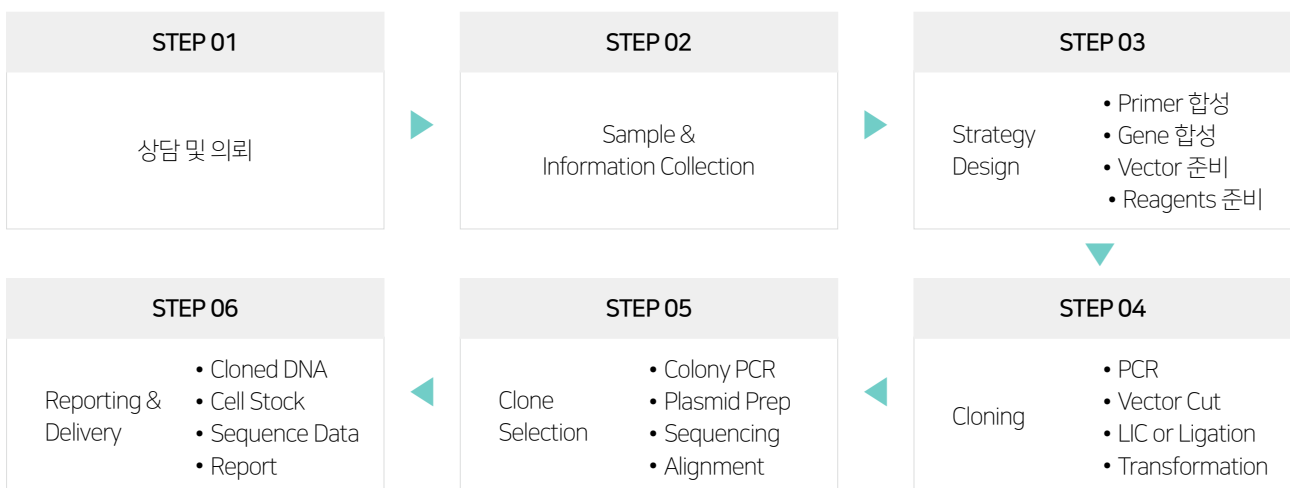 STEP 01
상담 및 의뢰
STEP 02
Sample &
Information Collection
STEP 03
Strategy
Design
• Primer 합성
• Gene 합성
• Vector 준비
• Reagents 준비
STEP 04
Cloning
• PCR
• Vector Cut
• LIC or Ligation
• Transformation
STEP 05
Clone
Selection
• Colony PCR
• Plasmid Prep
• Sequencing
• Alignment
STEP 06
Reporting &
Delivery
• Cloned DNA
• Cell Stock
• Sequence Data
• Report